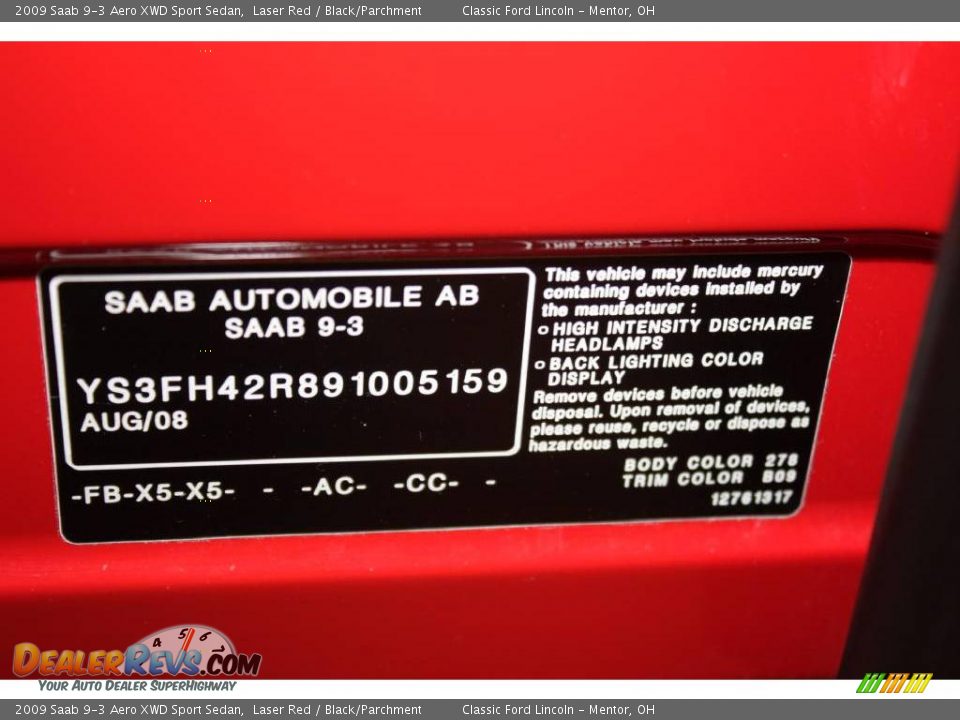 2009 Saab 9-3 Aero XWD Sport Sedan, Laser Red / Black/Parchment Classic Ford Lincoln - Mentor, OH
SAAB AUTOMOBILE AB
SAAB 9-3
YS3FH42R891005159
AUG/08
-FB-X5-X5- - -AC- -CC- -
This vehicle may include mercury
containing devices installed by
the manufacturer :
o HIGH INTENSITY DISCHARGE
HEADLAMPS
o BACK LIGHTING COLOR
DISPLAY
Remove devices before vehicle
disposal. Upon removal of devices,
please reuse, recycle or dispose as
hazardous waste.
BODY COLOR 276
TRIM COLOR B09
12761317
4 5 6
DEALERREVS.COM
YOUR AUTO DEALER SUPERHIGHWAY
2009 Saab 9-3 Aero XWD Sport Sedan, Laser Red / Black/Parchment Classic Ford Lincoln - Mentor, OH